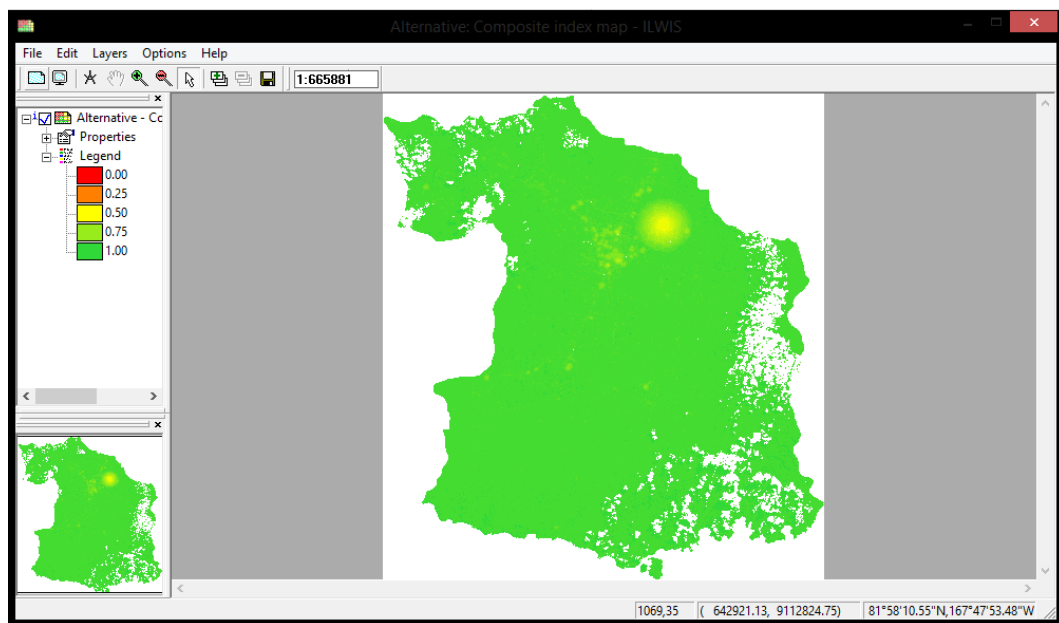 Alternative: Composite index map - ILWIS
File Edit Layers Options Help
1:665881
Alternative - Cc
Properties
Legend
0.00
0.25
0.50
0.75
1.00
1069,35 ( 642921.13, 9112824.75) 81°58'10.55"N,167°47'53.48"W